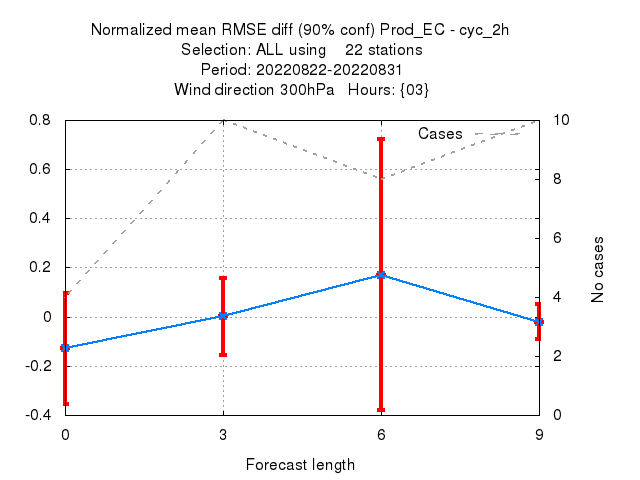 Normalized mean RMSE diff (90% conf) Prod_EC - cyc_2h
Selection: ALL using    22 stations
Period: 20220822-20220831
Wind direction 300hPa   Hours: {03}
Cases
0.8
0.6
0.4
0.2
0
-0.2
-0.4
10
8
6
4
2
0
No cases
0
3
6
9
Forecast length